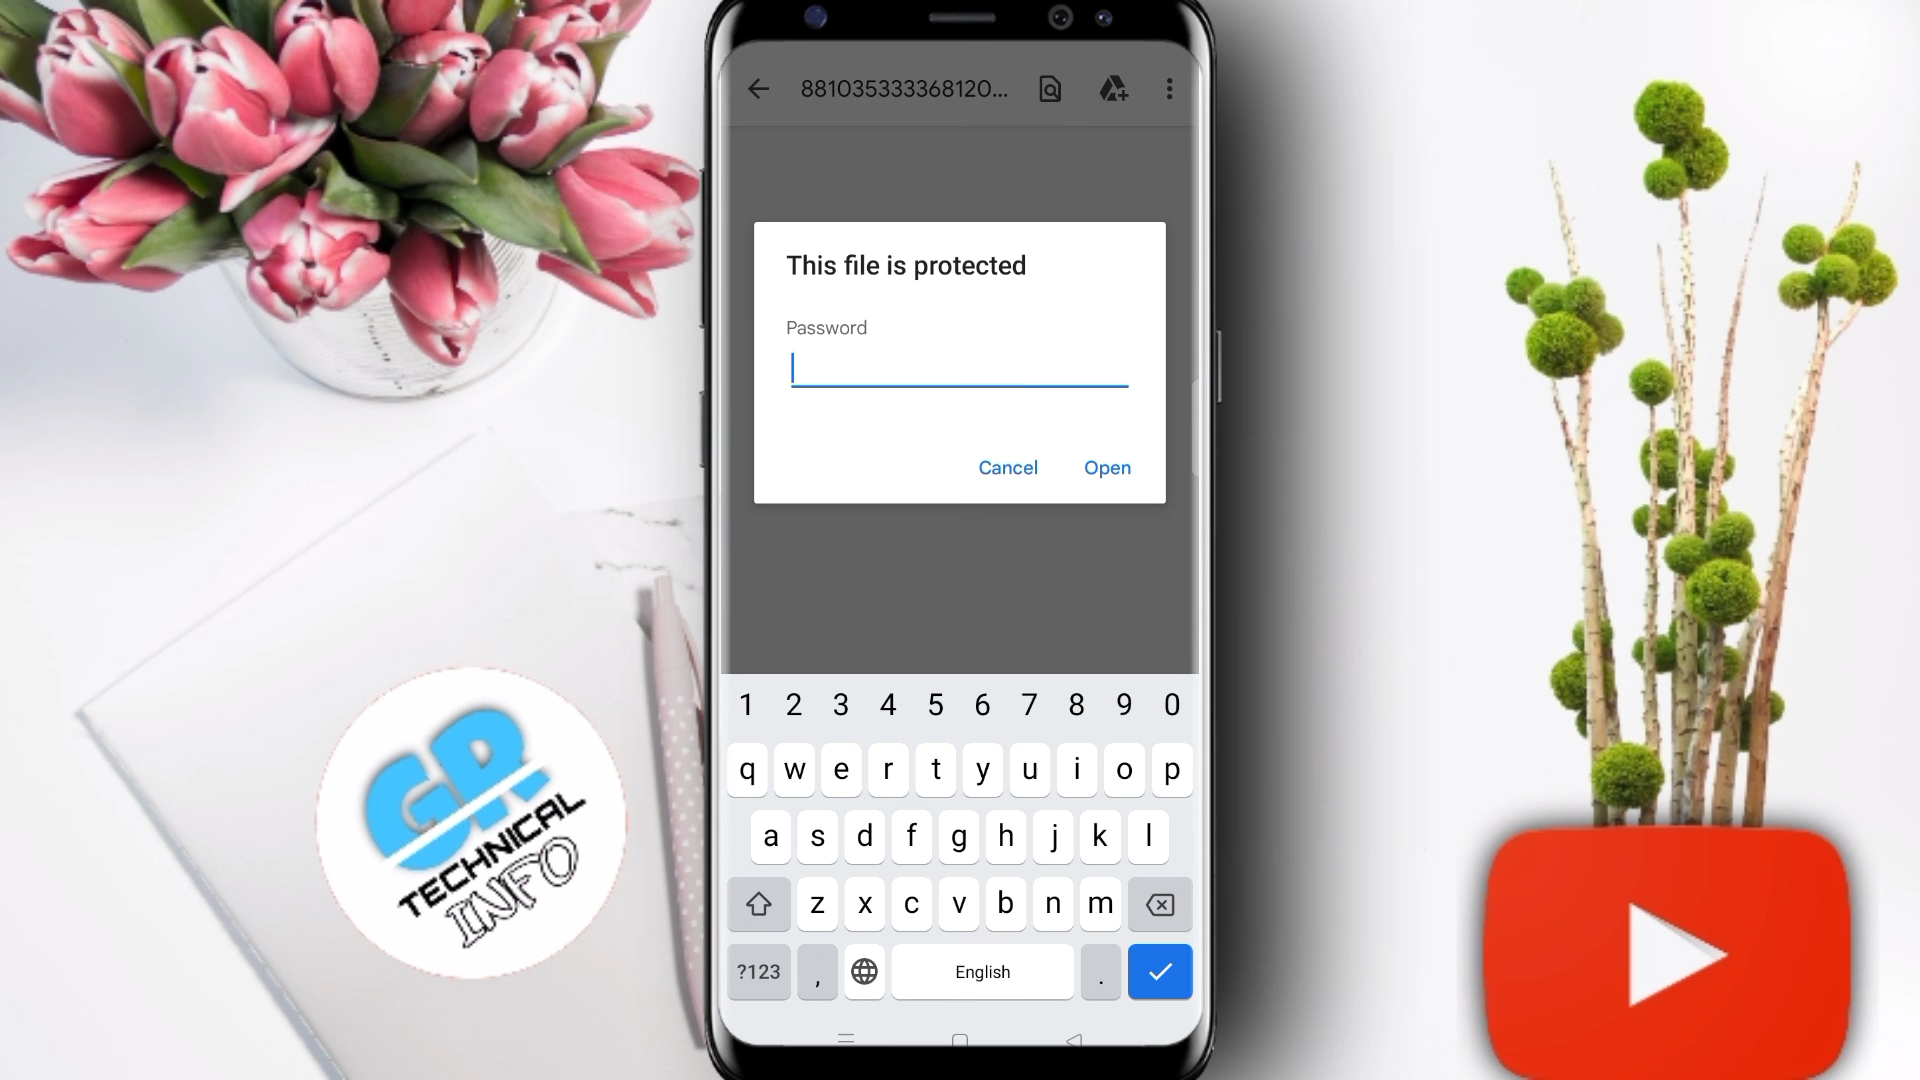 881035333368120...
This file is protected
Password
Cancel Open
1 2 3 4 5 6 7 8 9 0
q w e r t y u i o p
a s d f g h j k l
z x c v b n m
?123 , English .
GR
TECHNICAL
INFO